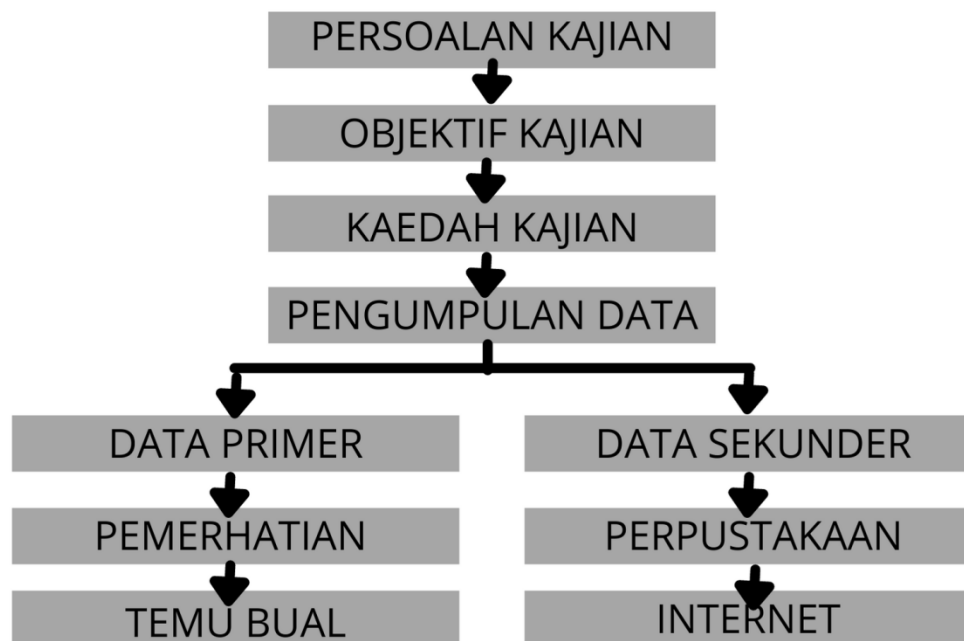 PERSOALAN KAJIAN
OBJEKTIF KAJIAN
KAEDAH KAJIAN
PENGUMPULAN DATA
DATA PRIMER
DATA SEKUNDER
PEMERHATIAN
PERPUSTAKAAN
TEMU BUAL
INTERNET